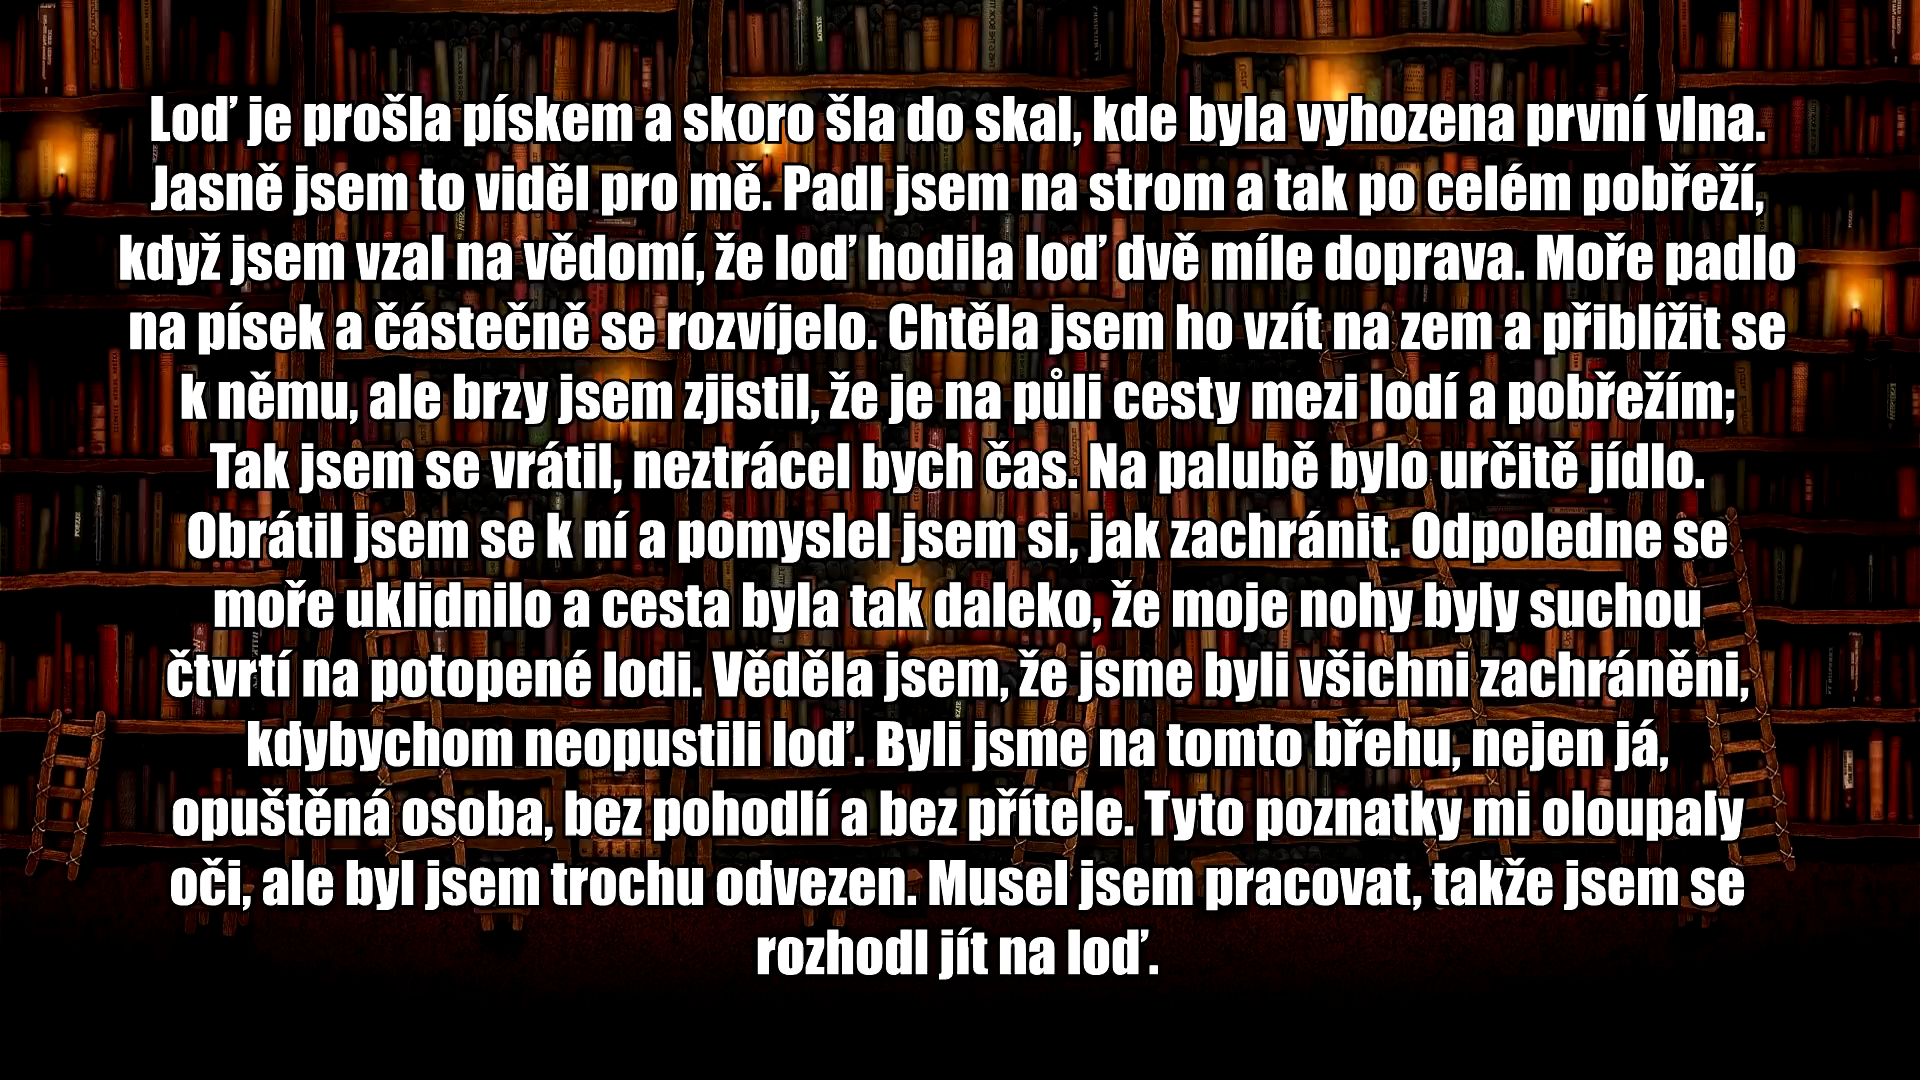 Loď je prošla pískem a skoro šla do skal, kde byla vyhozena první vlna.
Jasně jsem to viděl pro mě. Padl jsem na strom a tak po celém pobřeží,
když jsem vzal na vědomí, že loď hodila loď dvě míle doprava. Moře padlo
na písek a částečně se rozvíjelo. Chtěla jsem ho vzít na zem a přiblížit se
k němu, ale brzy jsem zjistil, že je na půli cesty mezi lodí a pobřežím;
Tak jsem se vrátil, neztrácel bych čas. Na palubě bylo určitě jídlo.
Obrátil jsem se k ní a pomyslel jsem si, jak zachránit. Odpoledne se
moře uklidnilo a cesta byla tak daleko, že moje nohy byly suchou
čtvrtí na potopené lodi. Věděla jsem, že jsme byli všichni zachráněni,
kdybychom neopustili loď. Byli jsme na tomto břehu, nejen já,
opuštěná osoba, bez pohodlí a bez přítele. Tyto poznatky mi oloupaly
oči, ale byl jsem trochu odvezen. Musel jsem pracovat, takže jsem se
rozhodl jít na loď.